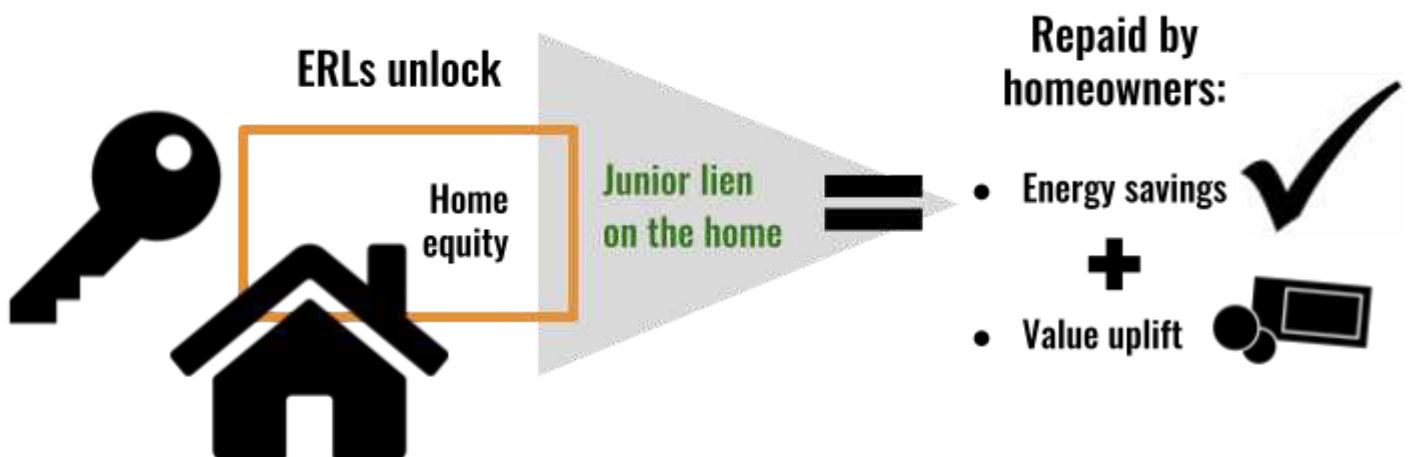 ERLs unlock
Home
equity
Junior lien
on the home
Repaid by
homeowners:
• Energy savings
• Value uplift